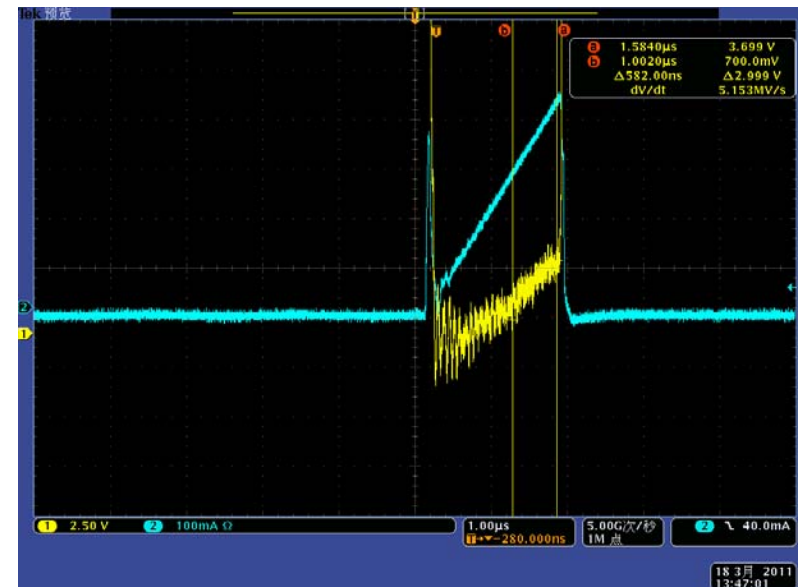 Tek 预览
T
T b a
a 1.5840µs 3.699 V
b 1.0020µs 700.0mV
Δ582.00ns Δ2.999 V
dV/dt 5.153MV/s
2
1
1 2.50 V 2 100mA Ω 1.00µs 5.00G次/秒 2 40.0mA
T→▼-280.000ns 1M 点
18 3月 2011
13:47:01